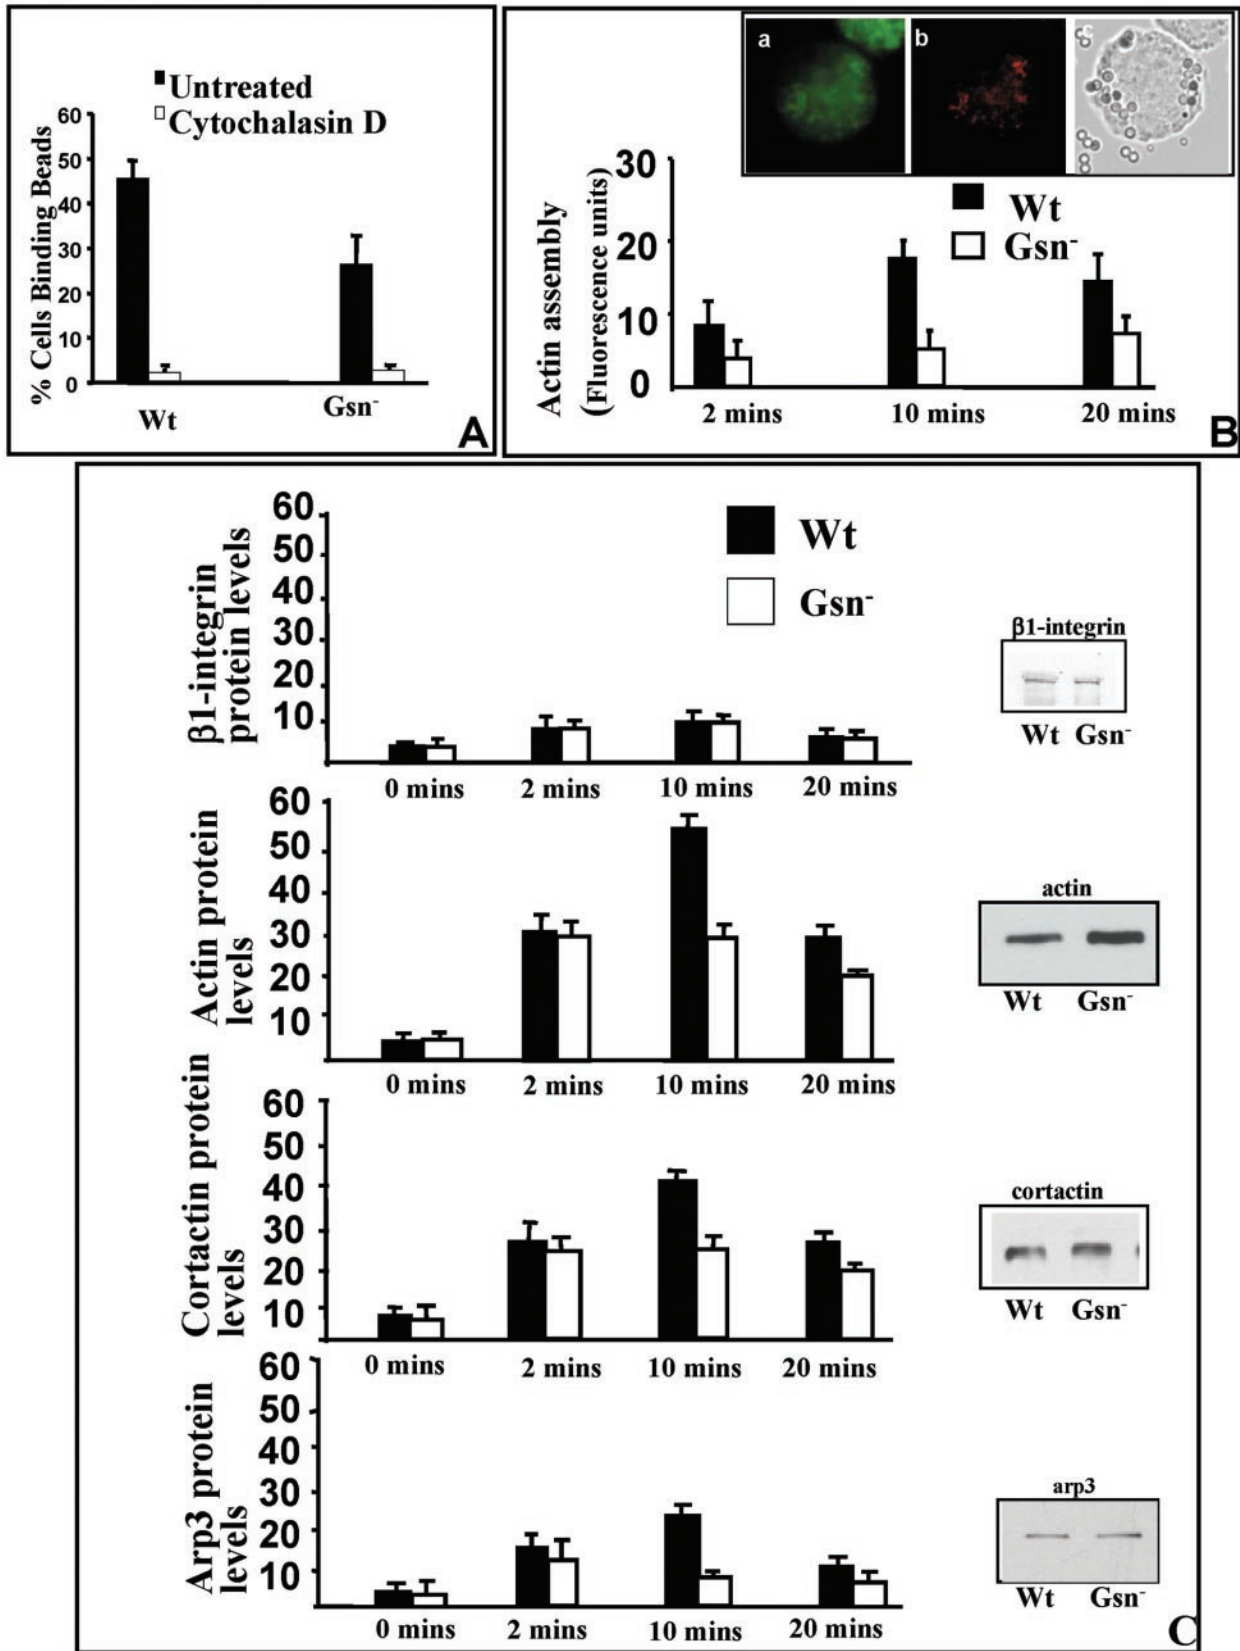 Untreated
Cytochalasin D
% Cells Binding Beads
60
50
40
30
20
10
0
Wt
Gsn⁻
A
a
b
c
Actin assembly
(Fluorescence units)
30
20
10
0
Wt
Gsn⁻
2 mins
10 mins
20 mins
B
β1-integrin
protein levels
60
50
40
30
20
10
Wt
Gsn⁻
0 mins
2 mins
10 mins
20 mins
β1-integrin
Wt Gsn⁻
Actin protein
levels
60
50
40
30
20
10
0 mins
2 mins
10 mins
20 mins
actin
Wt Gsn⁻
Cortactin protein
levels
60
50
40
30
20
10
0 mins
2 mins
10 mins
20 mins
cortactin
Wt Gsn⁻
Arp3 protein
levels
60
50
40
30
20
10
0 mins
2 mins
10 mins
20 mins
arp3
Wt Gsn⁻
C